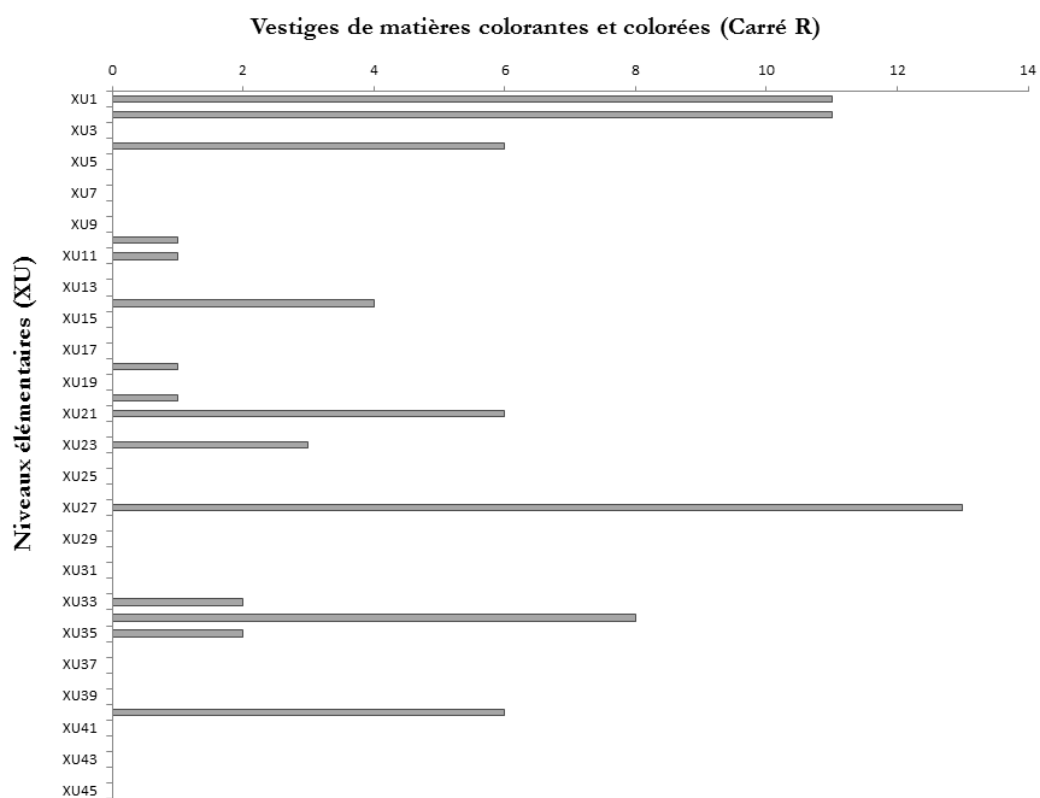 Vestiges de matières colorantes et colorées (Carré R)
0 2 4 6 8 10 12 14
Niveaux élémentaires (XU)
XU1
XU3
XU5
XU7
XU9
XU11
XU13
XU15
XU17
XU19
XU21
XU23
XU25
XU27
XU29
XU31
XU33
XU35
XU37
XU39
XU41
XU43
XU45